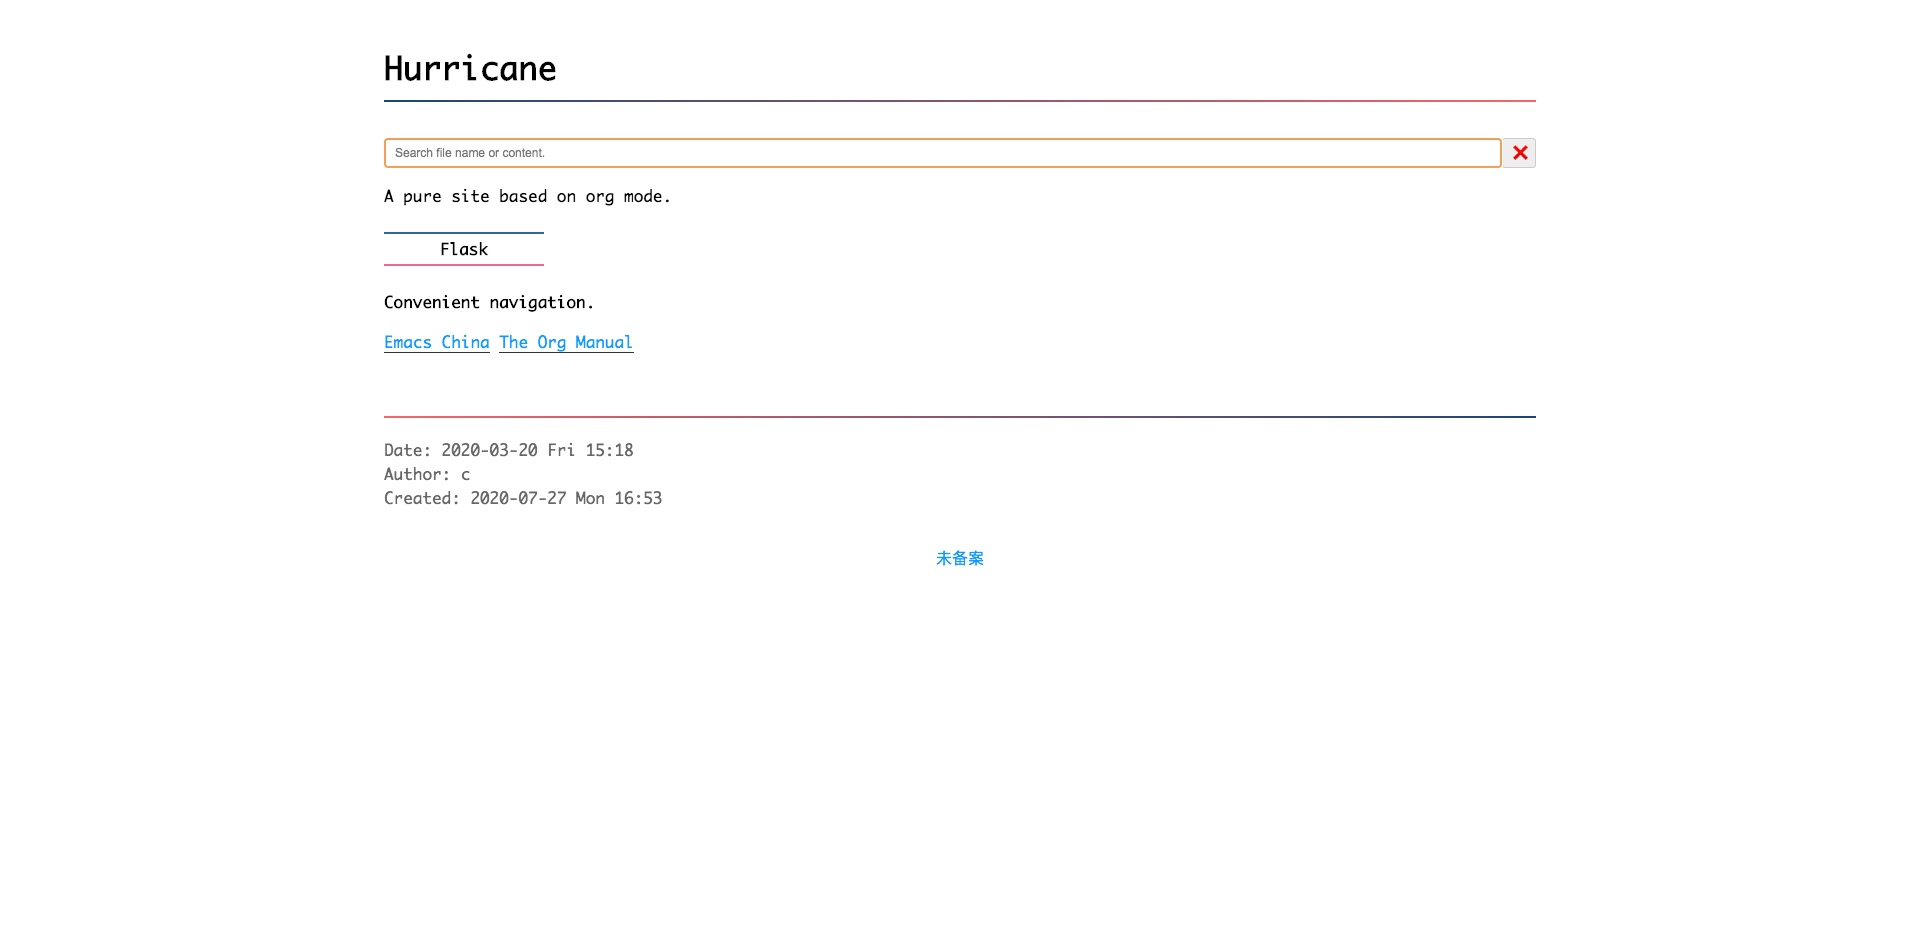 Hurricane
Search file name or content.
A pure site based on org mode.
Flask
Convenient navigation.
Emacs China The Org Manual
Date: 2020-03-20 Fri 15:18
Author: c
Created: 2020-07-27 Mon 16:53
未备案